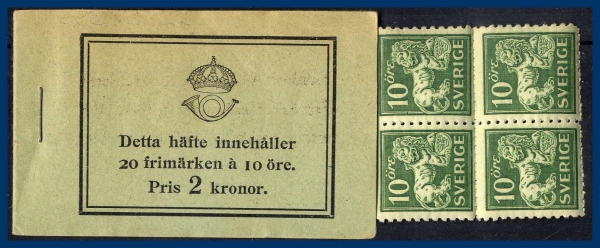 Detta häfte innehåller
20 frimärken à 10 öre.
Pris 2 kronor.
10 öre SVERIGE
10 öre SVERIGE
10 öre SVERIGE
10 öre SVERIGE